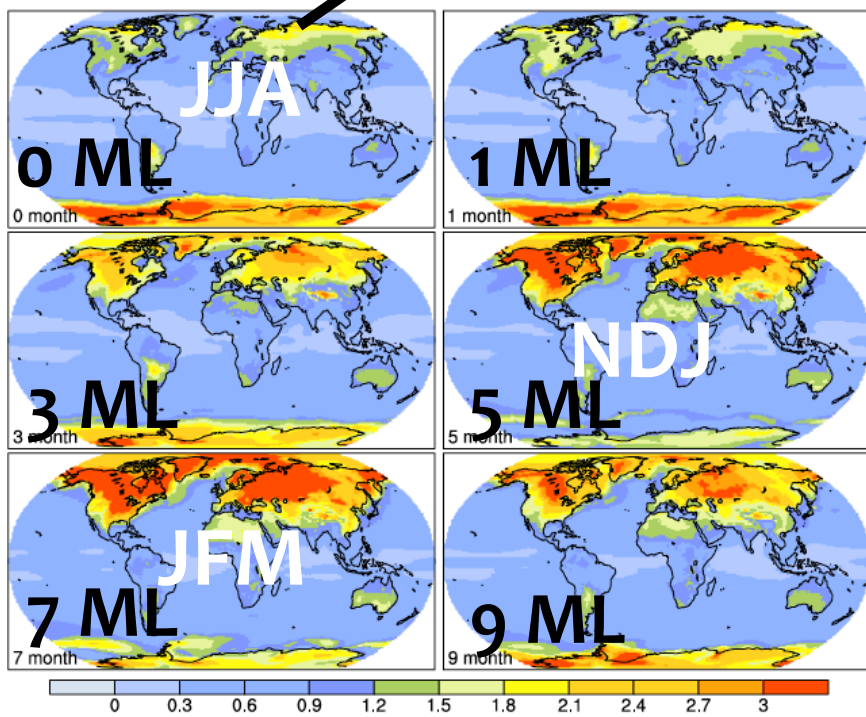 JJA
0 ML
0 month
1 ML
1 month
3 ML
3 month
NDJ
5 ML
5 month
JFM
7 ML
7 month
9 ML
9 month
0 0.3 0.6 0.9 1.2 1.5 1.8 2.1 2.4 2.7 3